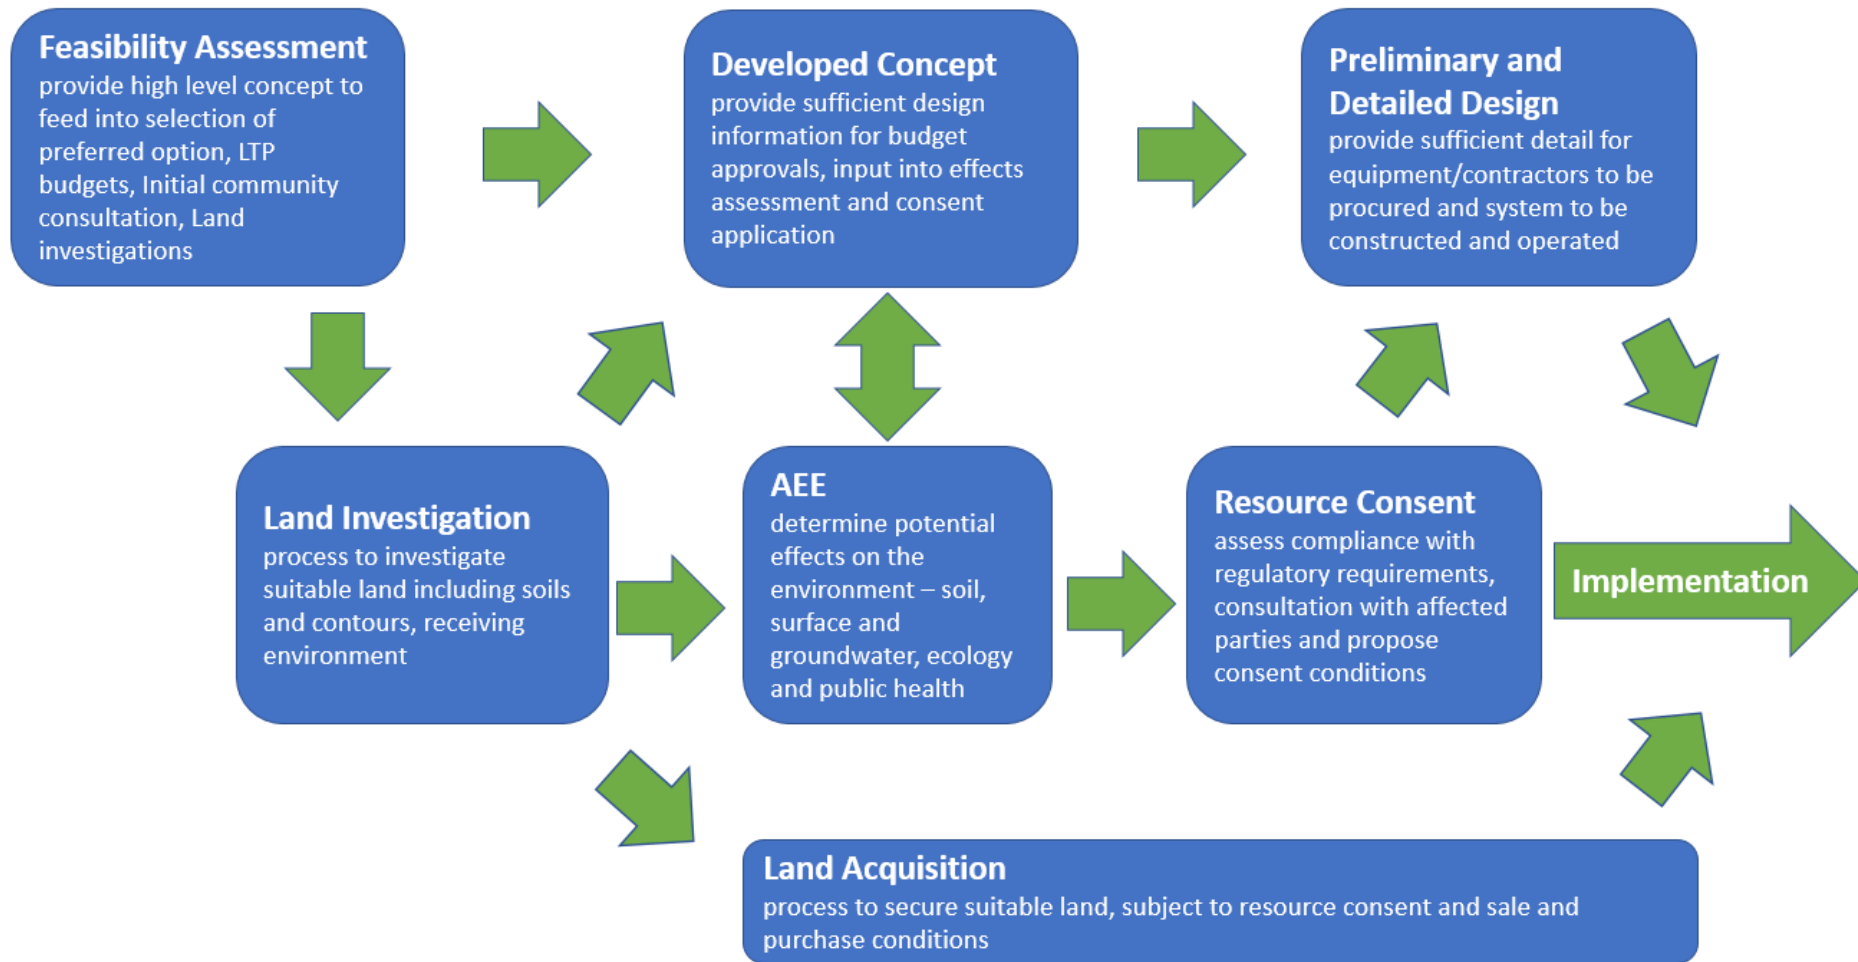 Feasibility Assessment
provide high level concept to
feed into selection of
preferred option, LTP
budgets, Initial community
consultation, Land
investigations
Developed Concept
provide sufficient design
information for budget
approvals, input into effects
assessment and consent
application
Preliminary and
Detailed Design
provide sufficient detail for
equipment/contractors to be
procured and system to be
constructed and operated
Land Investigation
process to investigate
suitable land including soils
and contours, receiving
environment
AEE
determine potential
effects on the
environment – soil,
surface and
groundwater, ecology
and public health
Resource Consent
assess compliance with
regulatory requirements,
consultation with affected
parties and propose
consent conditions
Implementation
Land Acquisition
process to secure suitable land, subject to resource consent and sale and
purchase conditions